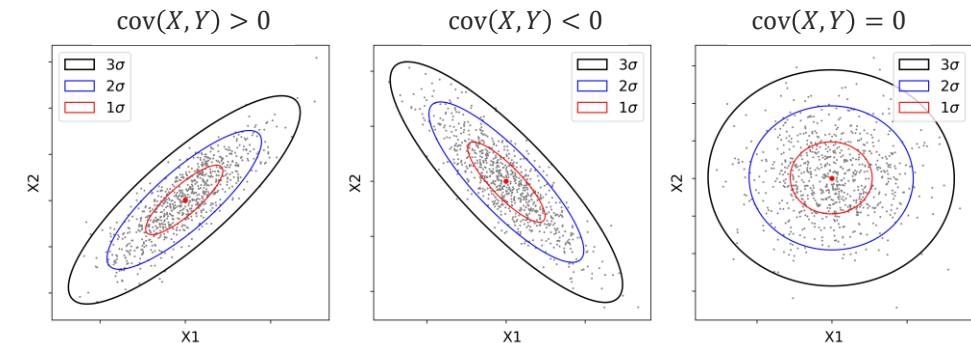 cov(X, Y) > 0
3σ
2σ
1σ
X2
X1
cov(X, Y) < 0
3σ
2σ
1σ
X2
X1
cov(X, Y) = 0
3σ
2σ
1σ
X2
X1